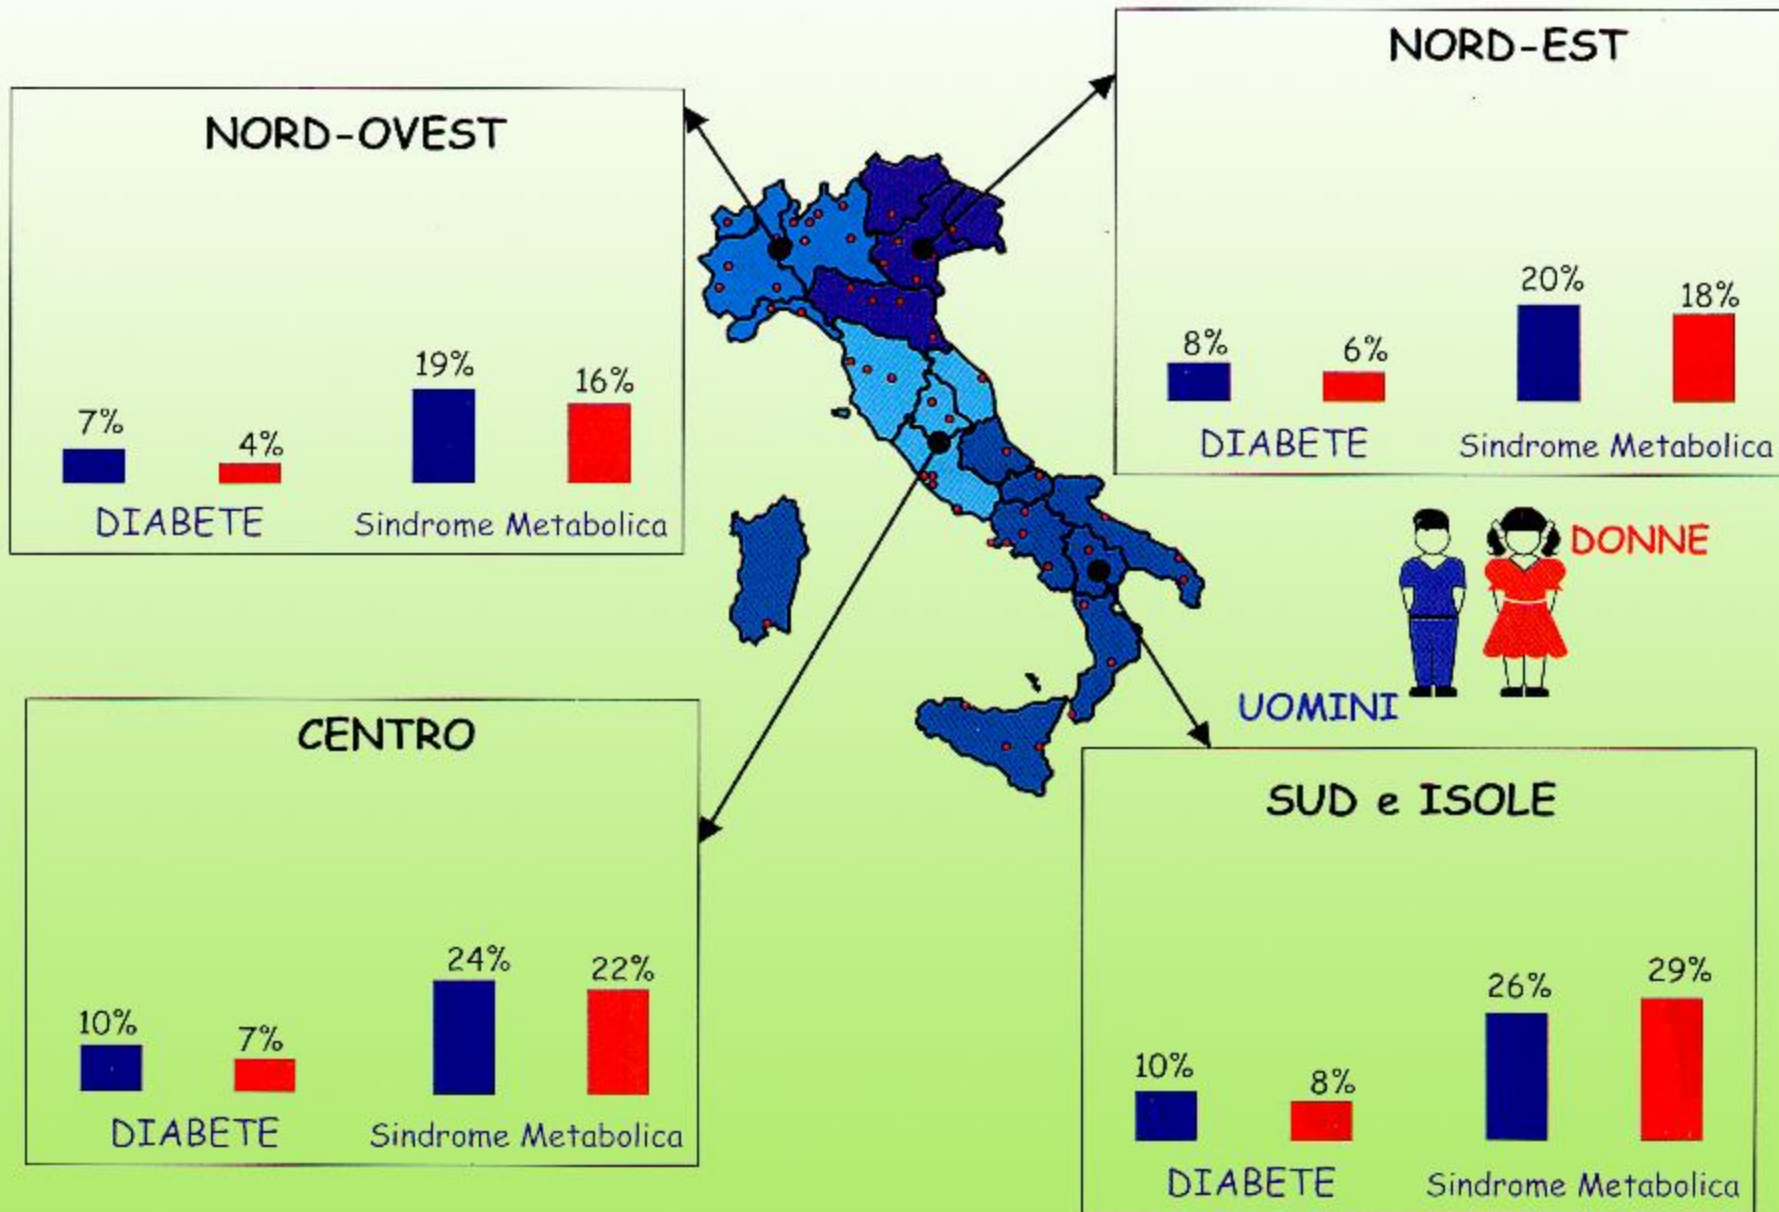 NORD-OVEST
7%
4%
19%
16%
DIABETE
Sindrome Metabolica
NORD-EST
8%
6%
20%
18%
DIABETE
Sindrome Metabolica
DONNE
UOMINI
CENTRO
10%
7%
24%
22%
DIABETE
Sindrome Metabolica
SUD e ISOLE
10%
8%
26%
29%
DIABETE
Sindrome Metabolica